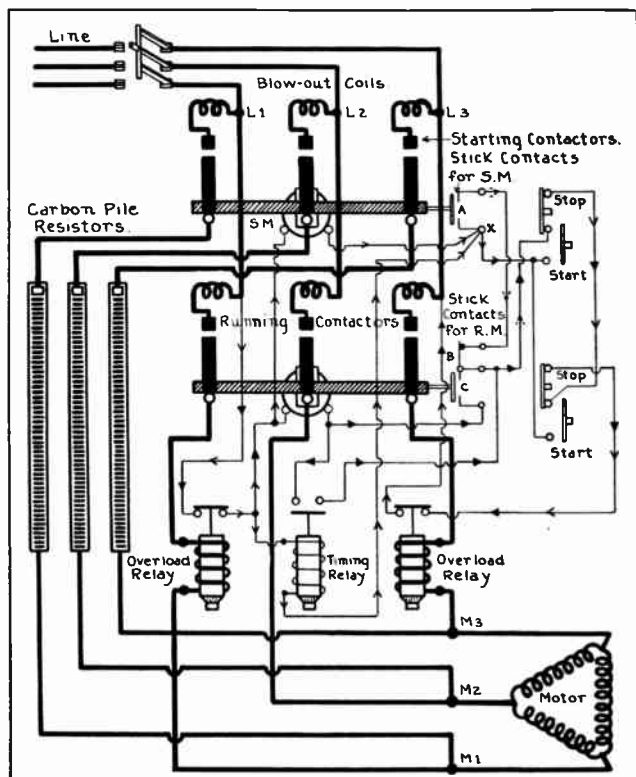 Line
Blow-out Coils
L1
L2
L3
Starting Contactors.
Stick Contacts
for S.M.
A
Stop
SM
X
Carbon Pile
Resistors.
Start
Running Contactors
Stick
Contacts
for R.M.
B
Stop
C
Start
Overload
Relay
Timing
Relay
Overload
Relay
M3
M2
Motor
M1